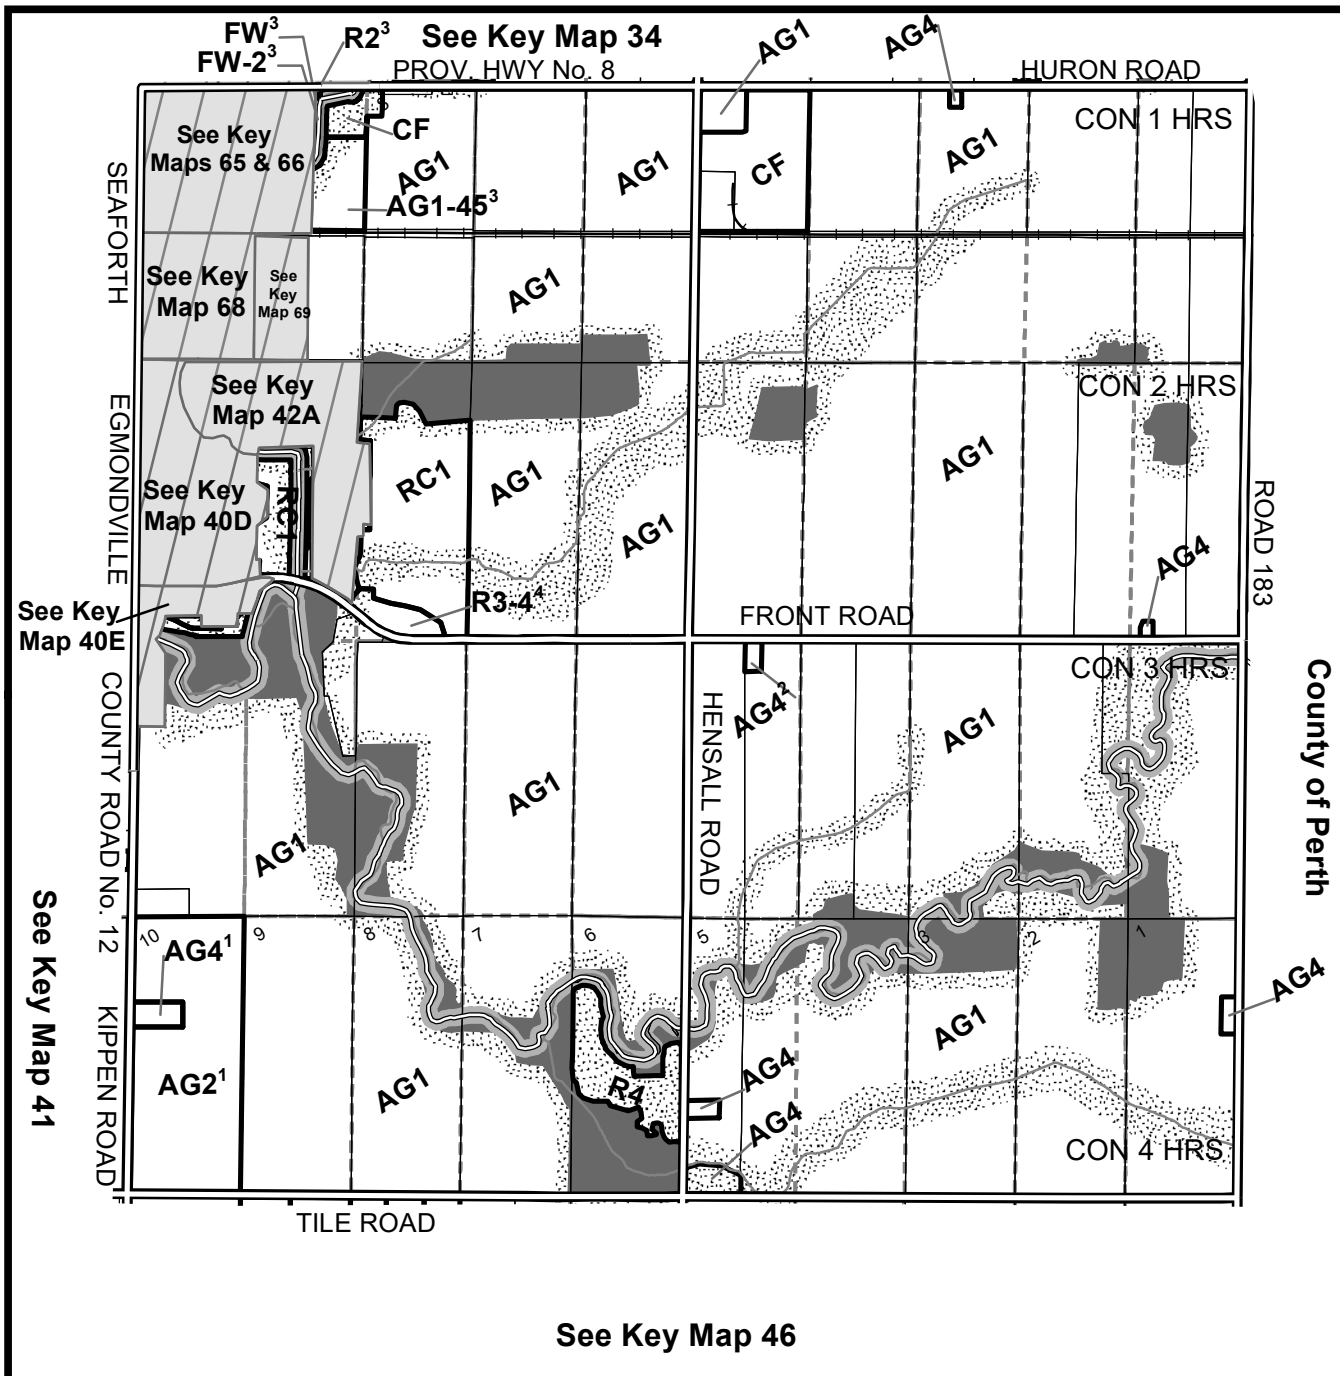 FW³
R2³
See Key Map 34
AG1
AG4
FW-2³
PROV. HWY No. 8
HURON ROAD
See Key
Maps 65 & 66
CF
CON 1 HRS
AG1
AG1
CF
AG1
AG1-45³
SEAFORTH
See Key
Map 68
See
Key
Map 69
AG1
See Key
Map 42A
CON 2 HRS
EGMONDVILLE
See Key
Map 40D
RC1
RC1
AG1
AG1
AG1
ROAD 183
AG4
See Key
Map 40E
R3-4⁴
FRONT ROAD
CON 3 HRS
County of Perth
COUNTY ROAD No. 12
HENSALL ROAD
AG4²
AG1
AG1
AG1
See Key Map 41
10
9
8
7
6
5
3
2
1
AG4¹
AG4
KIPPEN ROAD
AG2¹
AG1
R4
AG4
AG1
AG4
CON 4 HRS
TILE ROAD
See Key Map 46